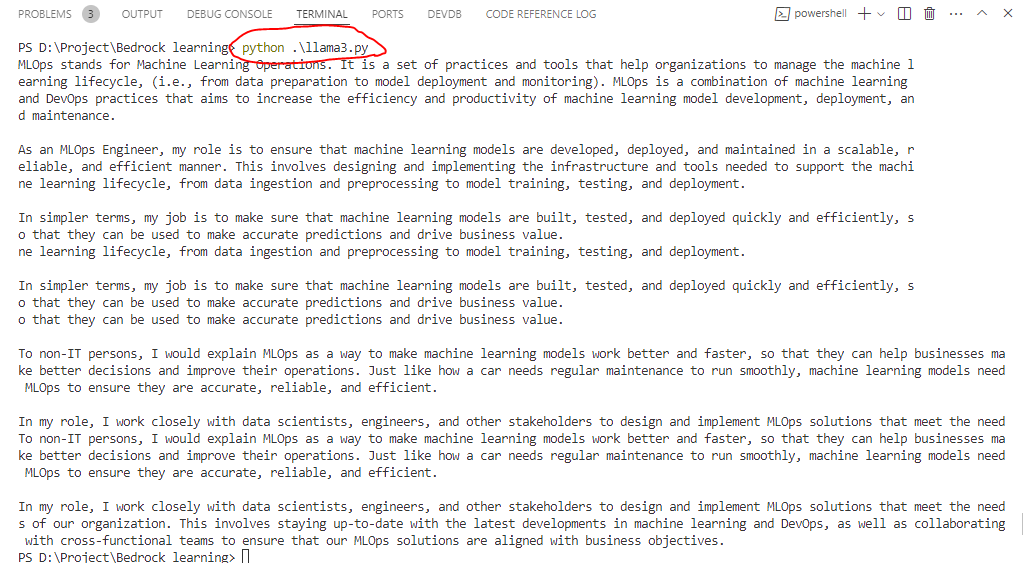 PROBLEMS 3 OUTPUT DEBUG CONSOLE TERMINAL PORTS DEVDB CODE REFERENCE LOG powershell
PS D:\Project\Bedrock learning> python .\llama3.py
MLOps stands for Machine Learning Operations. It is a set of practices and tools that help organizations to manage the machine l
earning lifecycle, (i.e., from data preparation to model deployment and monitoring). MLOps is a combination of machine learning
and DevOps practices that aims to increase the efficiency and productivity of machine learning model development, deployment, an
d maintenance.
As an MLOps Engineer, my role is to ensure that machine learning models are developed, deployed, and maintained in a scalable, r
eliable, and efficient manner. This involves designing and implementing the infrastructure and tools needed to support the machi
ne learning lifecycle, from data ingestion and preprocessing to model training, testing, and deployment.
In simpler terms, my job is to make sure that machine learning models are built, tested, and deployed quickly and efficiently, s
o that they can be used to make accurate predictions and drive business value.
ne learning lifecycle, from data ingestion and preprocessing to model training, testing, and deployment.
In simpler terms, my job is to make sure that machine learning models are built, tested, and deployed quickly and efficiently, s
o that they can be used to make accurate predictions and drive business value.
o that they can be used to make accurate predictions and drive business value.
To non-IT persons, I would explain MLOps as a way to make machine learning models work better and faster, so that they can help businesses ma
ke better decisions and improve their operations. Just like how a car needs regular maintenance to run smoothly, machine learning models need
MLOps to ensure they are accurate, reliable, and efficient.
In my role, I work closely with data scientists, engineers, and other stakeholders to design and implement MLOps solutions that meet the need
To non-IT persons, I would explain MLOps as a way to make machine learning models work better and faster, so that they can help businesses ma
ke better decisions and improve their operations. Just like how a car needs regular maintenance to run smoothly, machine learning models need
MLOps to ensure they are accurate, reliable, and efficient.
In my role, I work closely with data scientists, engineers, and other stakeholders to design and implement MLOps solutions that meet the need
s of our organization. This involves staying up-to-date with the latest developments in machine learning and DevOps, as well as collaborating
with cross-functional teams to ensure that our MLOps solutions are aligned with business objectives.
PS D:\Project\Bedrock learning>